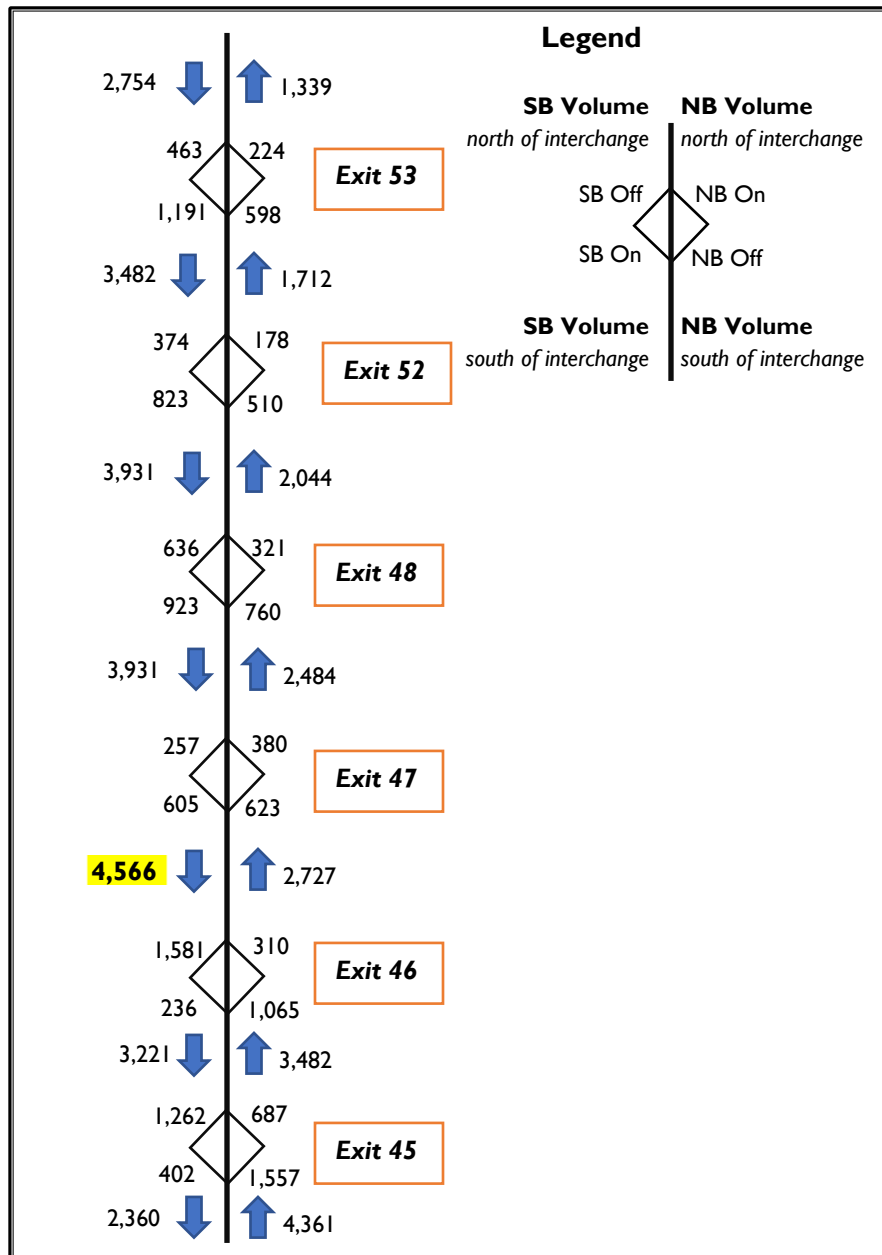 Legend
SB Volume NB Volume
north of interchange north of interchange
SB Off NB On
SB On NB Off
SB Volume NB Volume
south of interchange south of interchange
2,754 1,339
463 224
Exit 53
1,191 598
3,482 1,712
374 178
Exit 52
823 510
3,931 2,044
636 321
Exit 48
923 760
3,931 2,484
257 380
Exit 47
605 623
4,566 2,727
1,581 310
Exit 46
236 1,065
3,221 3,482
1,262 687
Exit 45
402 1,557
2,360 4,361